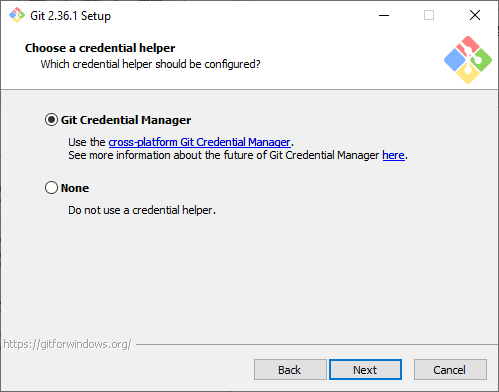 Git 2.36.1 Setup
Choose a credential helper
Which credential helper should be configured?
Git Credential Manager
Use the cross-platform Git Credential Manager.
See more information about the future of Git Credential Manager here.
None
Do not use a credential helper.
https://gitforwindows.org/
Back Next Cancel